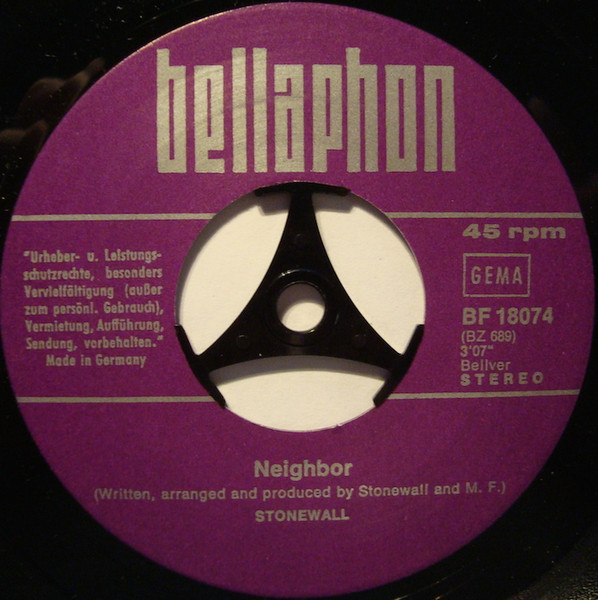 bellaphon
"Urheber- u. Leistungs-
schutzrechte, besonders
Vervielfältigung (außer
zum persönl. Gebrauch),
Vermietung, Aufführung,
Sendung, vorbehalten."
Made in Germany
45 rpm
GEMA
BF 18074
(BZ 689)
3'07"
Bellver
STEREO
Neighbor
(Written, arranged and produced by Stonewall and M. F.)
STONEWALL